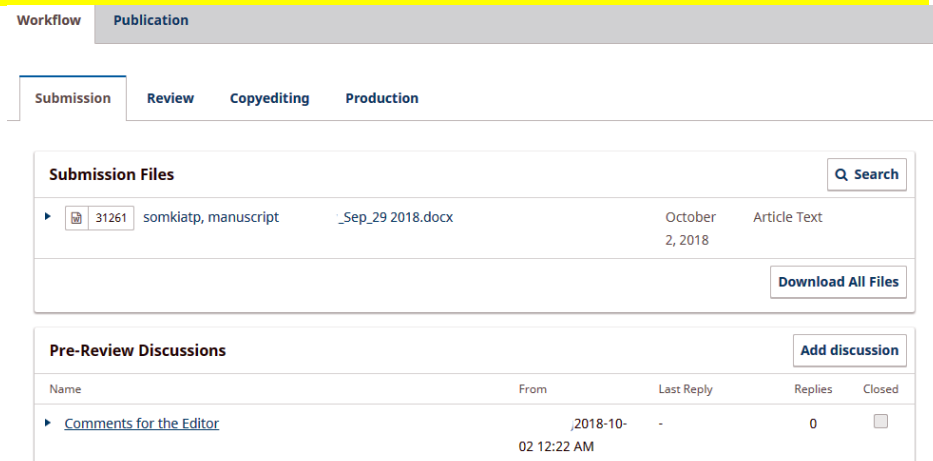 Workflow Publication
Submission Review Copyediting Production
Submission Files Search
31261 somkiatp, manuscript _Sep_29 2018.docx October Article Text
2, 2018
Download All Files
Pre-Review Discussions Add discussion
Name From Last Reply Replies Closed
Comments for the Editor 2018-10- - 0
02 12:22 AM